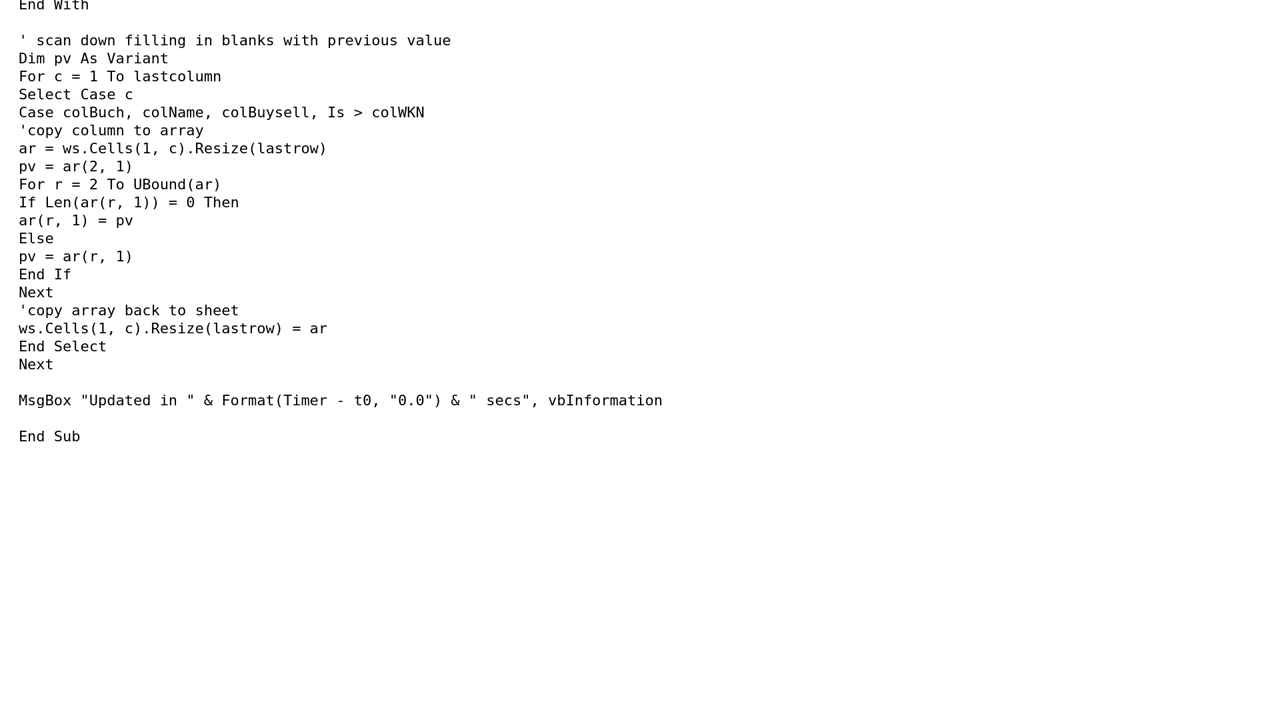 End With
' scan down filling in blanks with previous value
Dim pv As Variant
For c = 1 To lastcolumn
Select Case c
Case colBuch, colName, colBuysell, Is > colWKN
'copy column to array
ar = ws.Cells(1, c).Resize(lastrow)
pv = ar(2, 1)
For r = 2 To UBound(ar)
If Len(ar(r, 1)) = 0 Then
ar(r, 1) = pv
Else
pv = ar(r, 1)
End If
Next
'copy array back to sheet
ws.Cells(1, c).Resize(lastrow) = ar
End Select
Next
MsgBox "Updated in " & Format(Timer - t0, "0.0") & " secs", vbInformation
End Sub